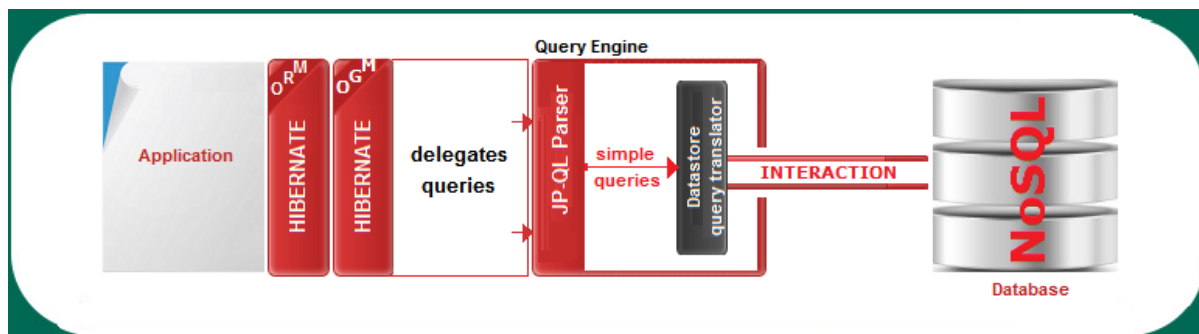 Query Engine
Application
ORM
HIBERNATE
OGM
HIBERNATE
delegates
queries
JP-QL Parser
simple
queries
Datastore
query translator
INTERACTION
NoSQL
Database